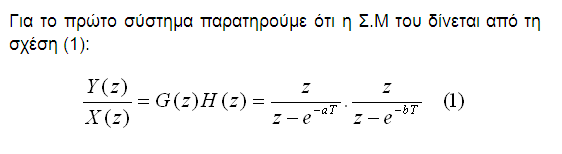 Για το πρώτο σύστημα παρατηρούμε ότι η Σ.Μ του δίνεται από τη
σχέση (1):
Y(z)/X(z) = G(z)H(z) = z/(z − e^{−aT}) · z/(z − e^{−bT}) (1)